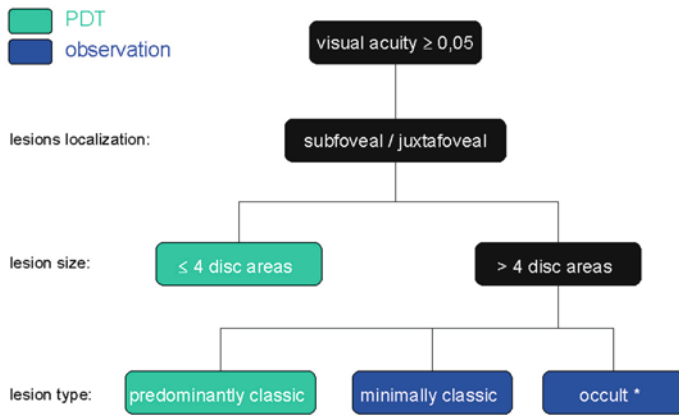 PDT
observation
visual acuity ≥ 0,05
lesions localization:
subfoveal / juxtafoveal
lesion size:
≤ 4 disc areas
> 4 disc areas
lesion type:
predominantly classic
minimally classic
occult *